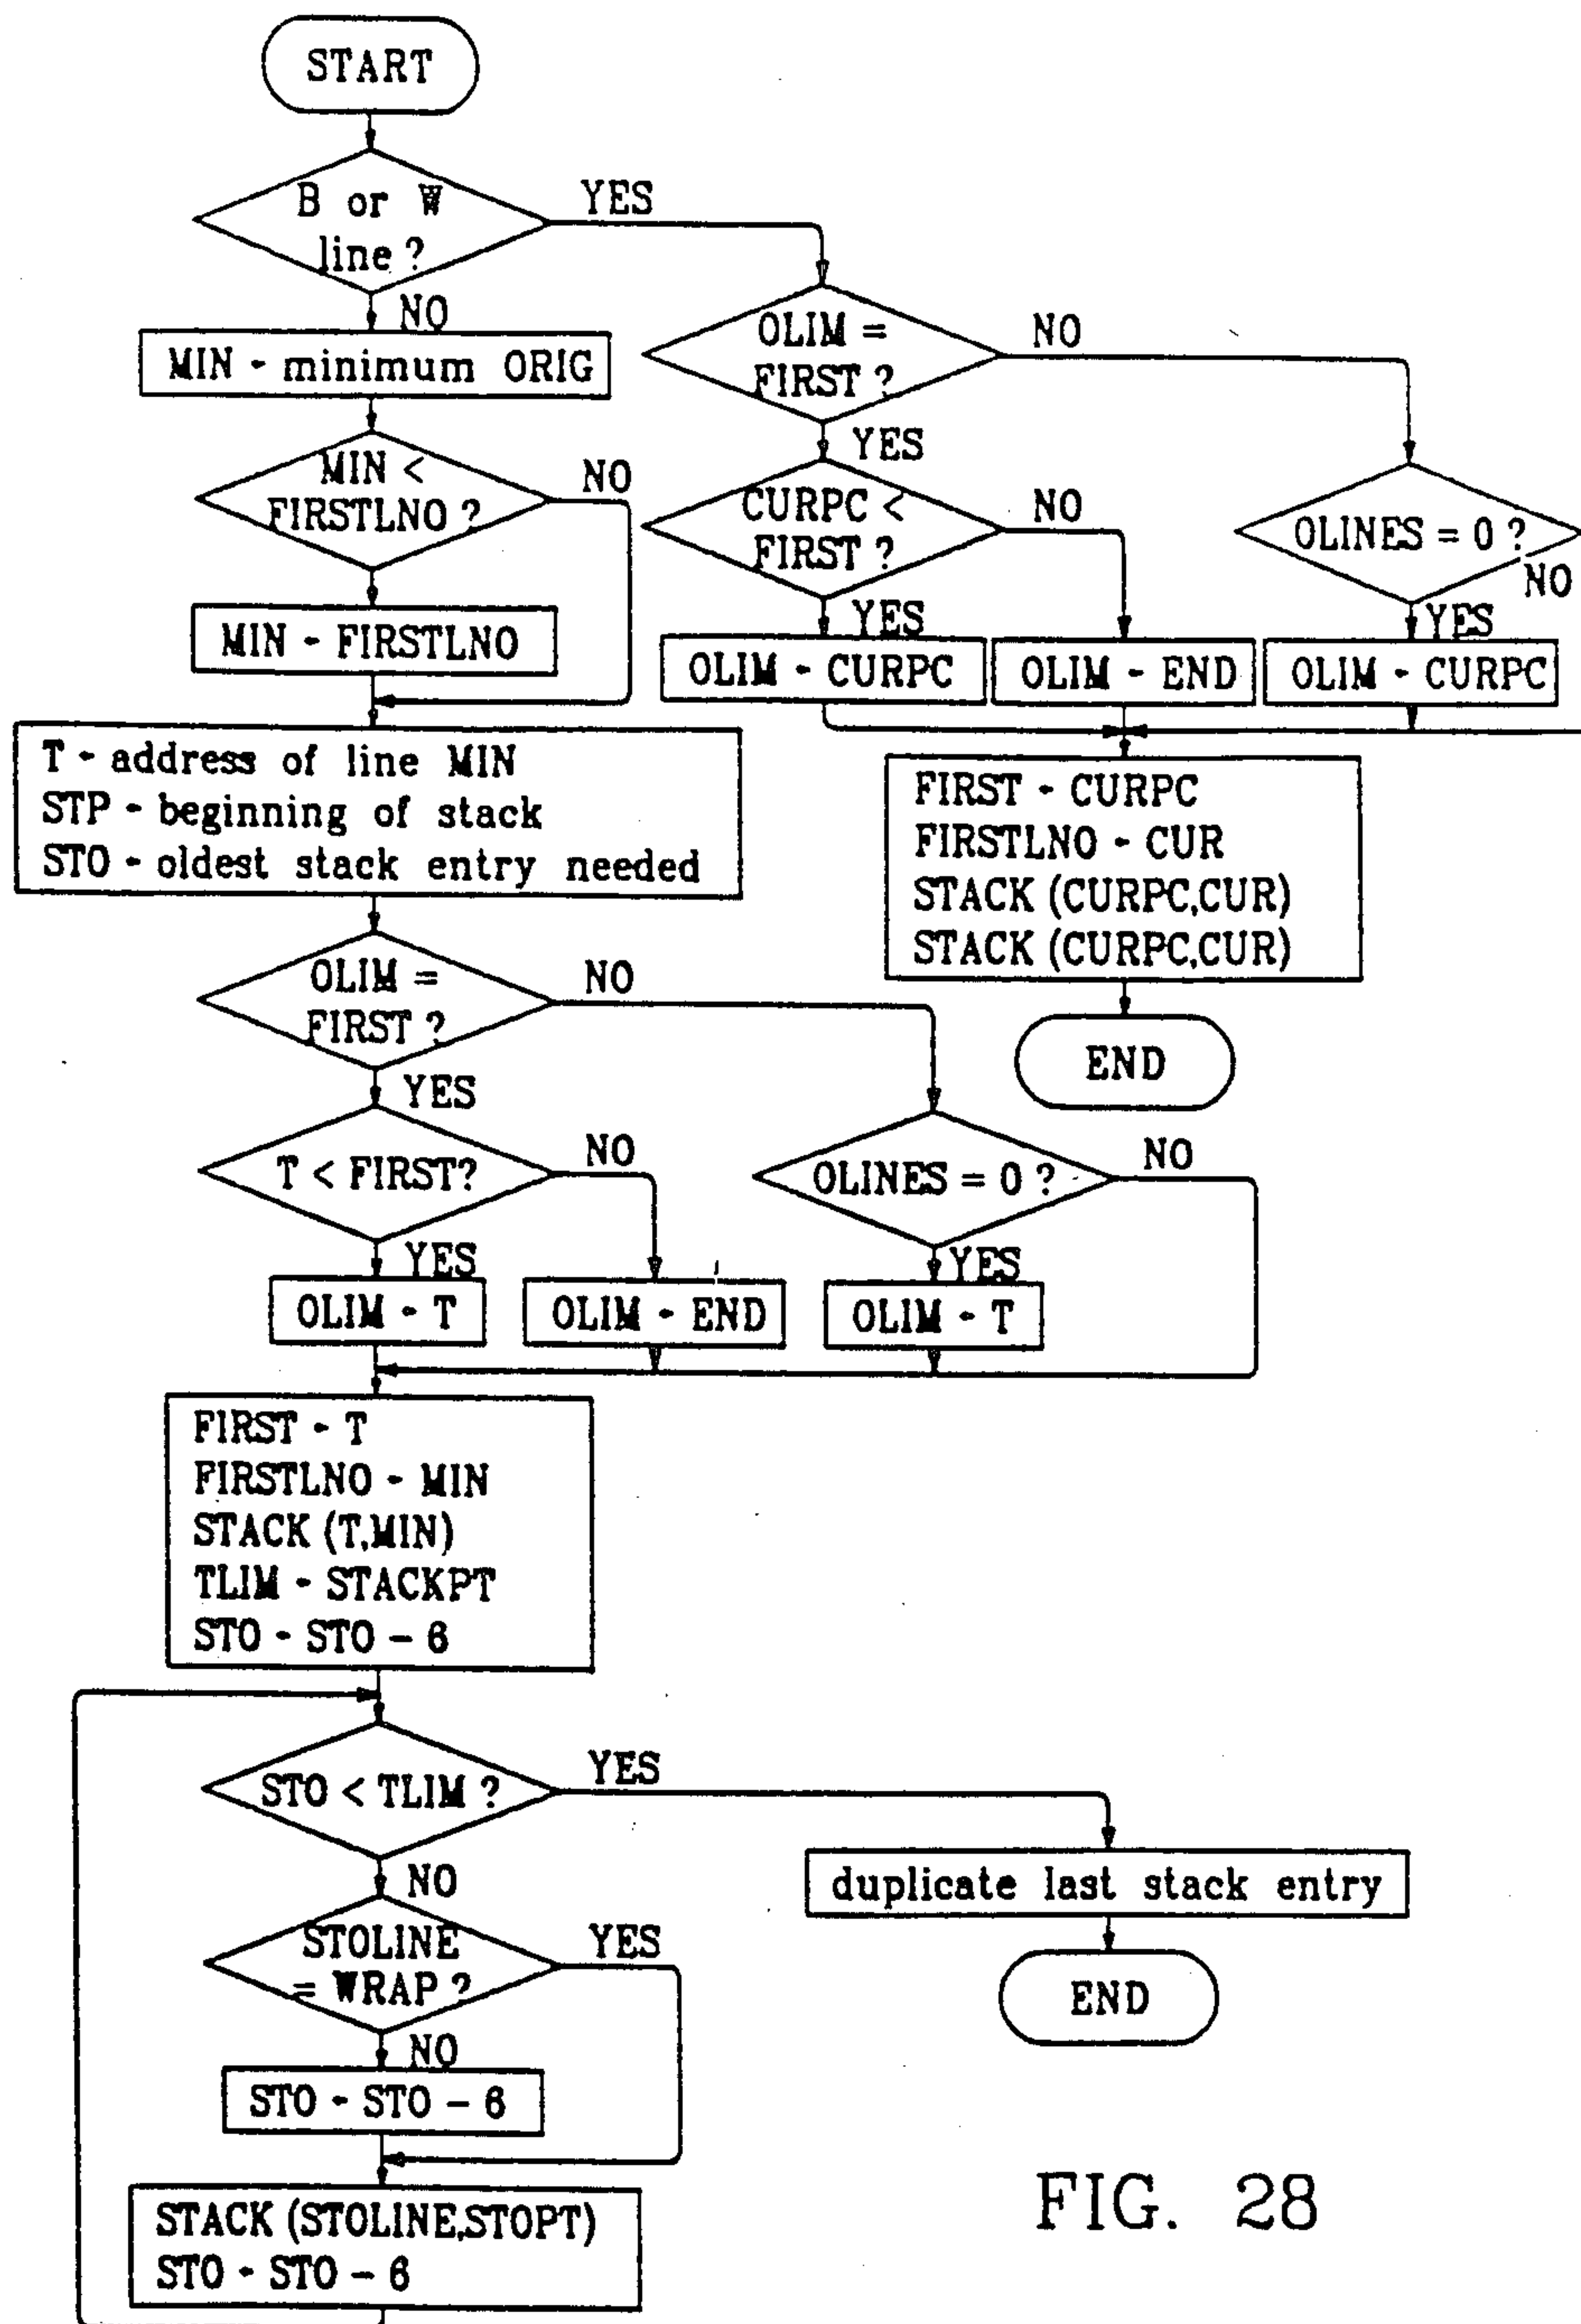 START
B or W
line ?
YES
NO
MIN - minimum ORIG
MIN <
FIRSTLNO ?
NO
MIN - FIRSTLNO
T - address of line MIN
STP - beginning of stack
STO - oldest stack entry needed
OLIM =
FIRST ?
NO
YES
CURPC <
FIRST ?
NO
YES
OLINES = 0 ?
NO
YES
OLIM - CURPC
OLIM - END
OLIM - CURPC
FIRST - CURPC
FIRSTLNO - CUR
STACK (CURPC,CUR)
STACK (CURPC,CUR)
END
OLIM =
FIRST ?
NO
YES
T < FIRST?
NO
YES
OLINES = 0 ?
NO
YES
OLIM - T
OLIM - END
OLIM - T
FIRST - T
FIRSTLNO - MIN
STACK (T,MIN)
TLIM - STACKPT
STO - STO - 6
STO < TLIM ?
YES
NO
duplicate last stack entry
END
STOLINE
= WRAP ?
YES
NO
STO - STO - 6
STACK (STOLINE,STOPT)
STO - STO - 6
FIG. 28